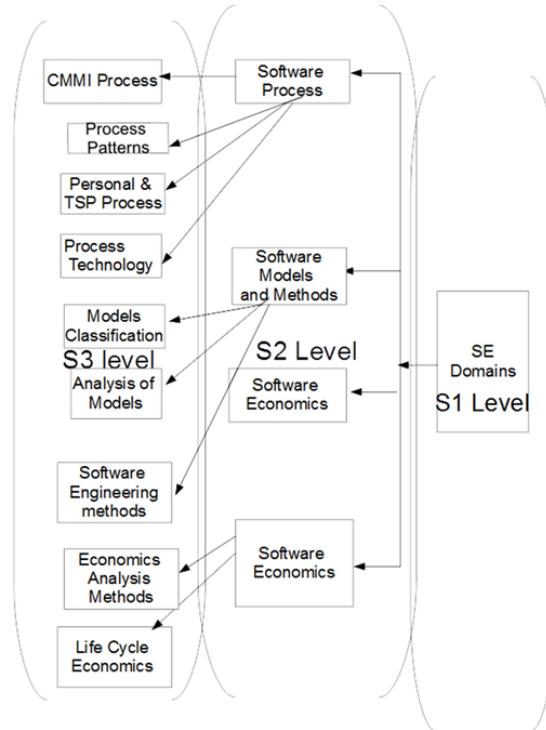 CMMI Process
Software
Process
Process
Patterns
Personal &
TSP Process
Process
Technology
Software
Models
and Methods
Models
Classification
S3 level
Analysis of
Models
S2 Level
Software
Economics
SE
Domains
S1 Level
Software
Engineering
methods
Software
Economics
Economics
Analysis
Methods
Life Cycle
Economics